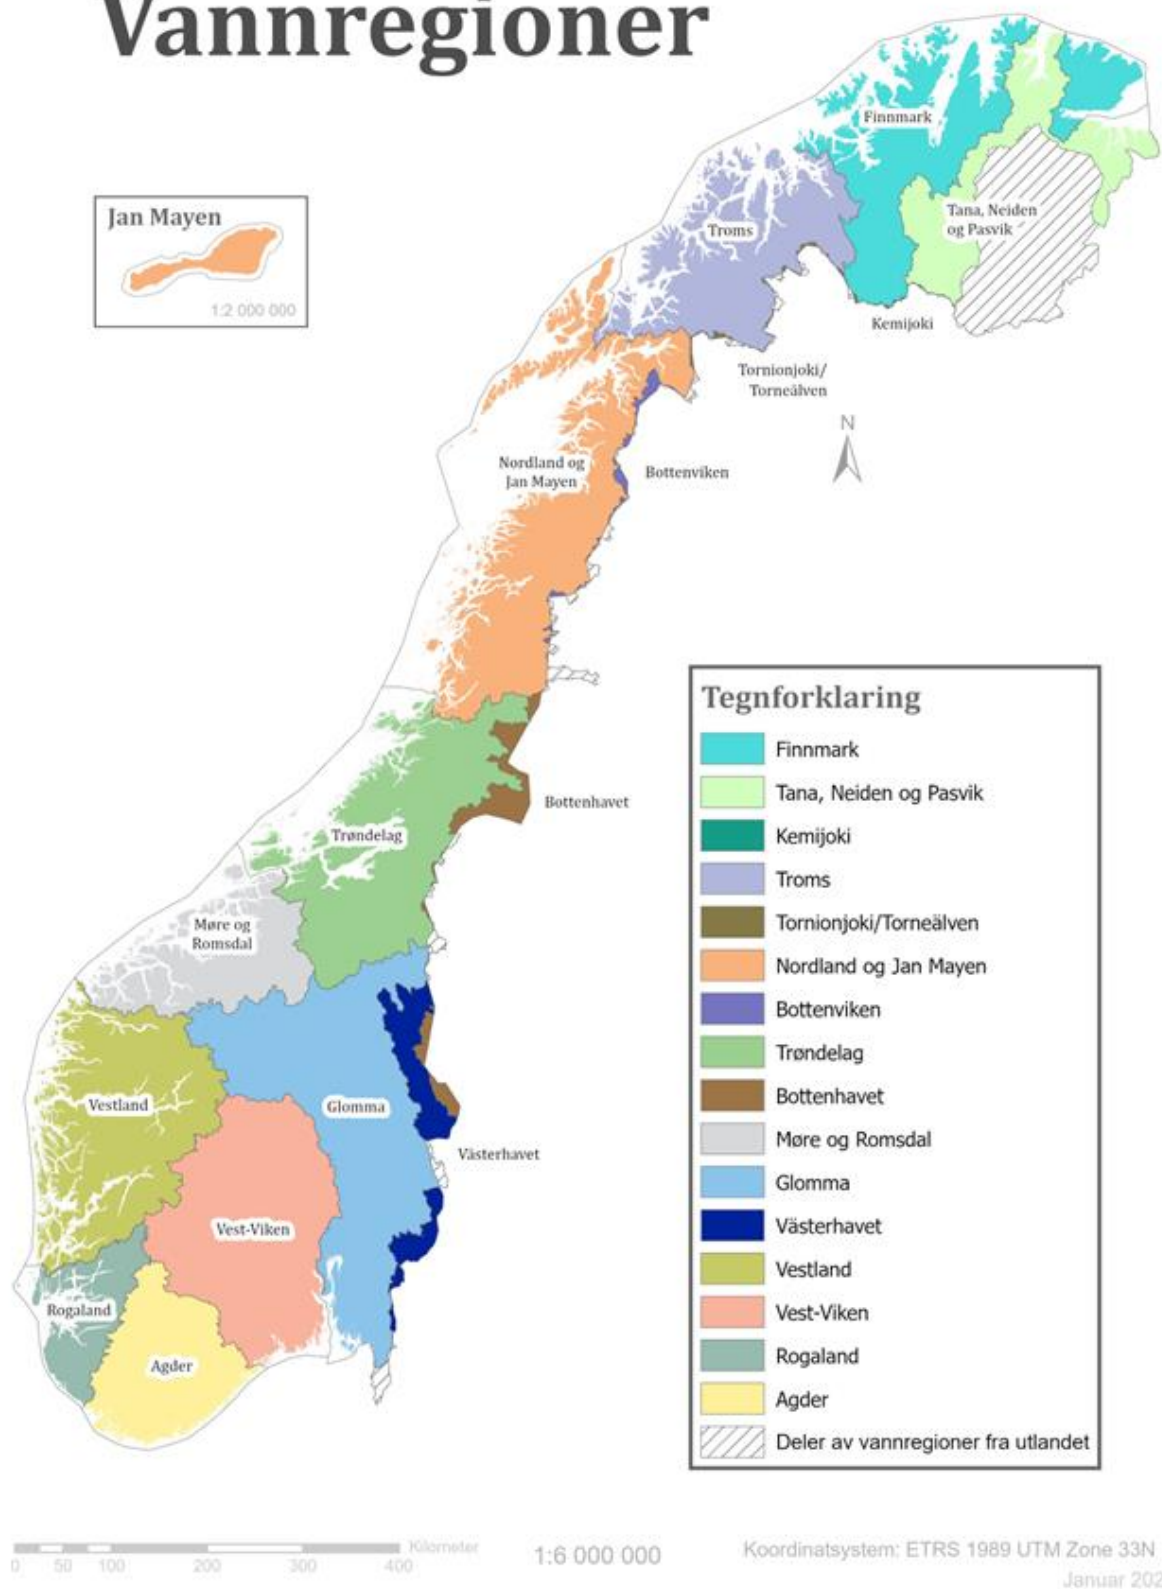 Vannregioner
Jan Mayen
1:2 000 000
Finnmark
Tana, Neiden
og Pasvik
Troms
Kemijoki
Tornionjoki/
Torneälven
N
Nordland og
Jan Mayen
Bottenviken
Bottenhavet
Trøndelag
Møre og
Romsdal
Vestland
Glomma
Västerhavet
Vest-Viken
Rogaland
Agder
Tegnforklaring
Finnmark
Tana, Neiden og Pasvik
Kemijoki
Troms
Tornionjoki/Torneälven
Nordland og Jan Mayen
Bottenviken
Trøndelag
Bottenhavet
Møre og Romsdal
Glomma
Västerhavet
Vestland
Vest-Viken
Rogaland
Agder
Deler av vannregioner fra utlandet
Kilometer
0 50 100 200 300 400
1:6 000 000
Koordinatsystem: ETRS 1989 UTM Zone 33N
Januar 202